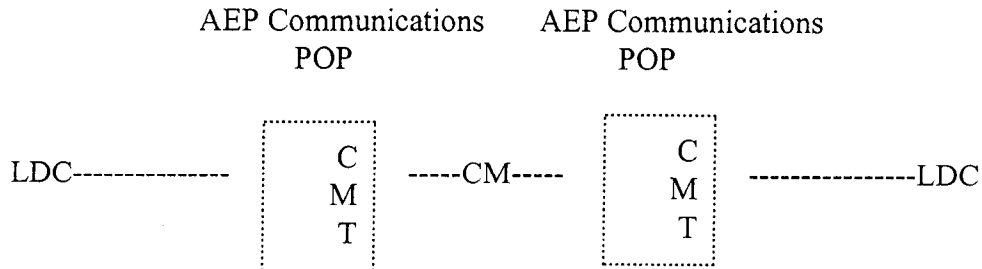 AEP Communications AEP Communications
POP POP
C C
LDC--------------- -----CM----- ----------------LDC
M M
T T